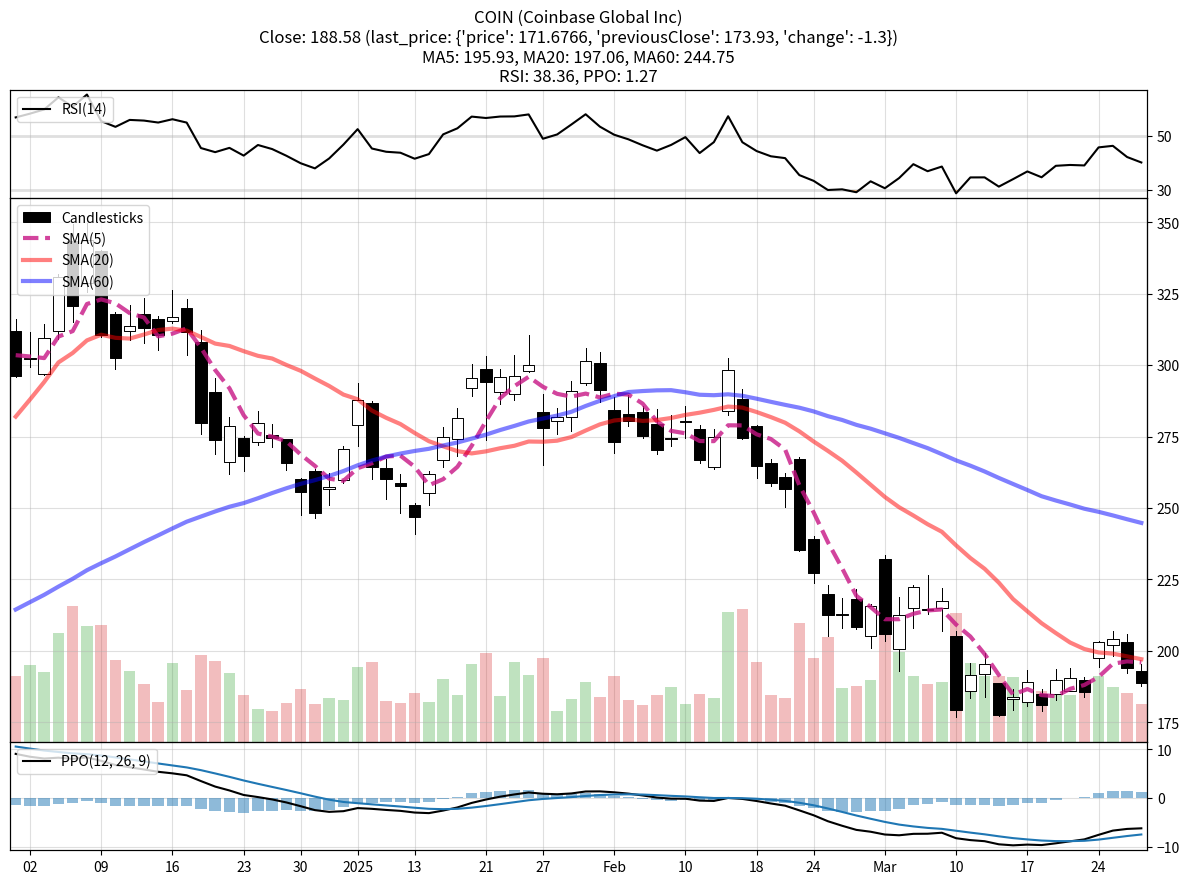 COIN (Coinbase Global Inc)
Close: 188.58 (last_price: {'price': 171.6766, 'previousClose': 173.93, 'change': -1.3})
MA5: 195.93, MA20: 197.06, MA60: 244.75
RSI: 38.36, PPO: 1.27
RSI(14)
50
30
Candlesticks
SMA(5)
SMA(20)
SMA(60)
350
325
300
275
250
225
200
175
PPO(12, 26, 9)
10
0
−10
02 09 16 23 30 2025 13 21 27 Feb 10 18 24 Mar 10 17 24